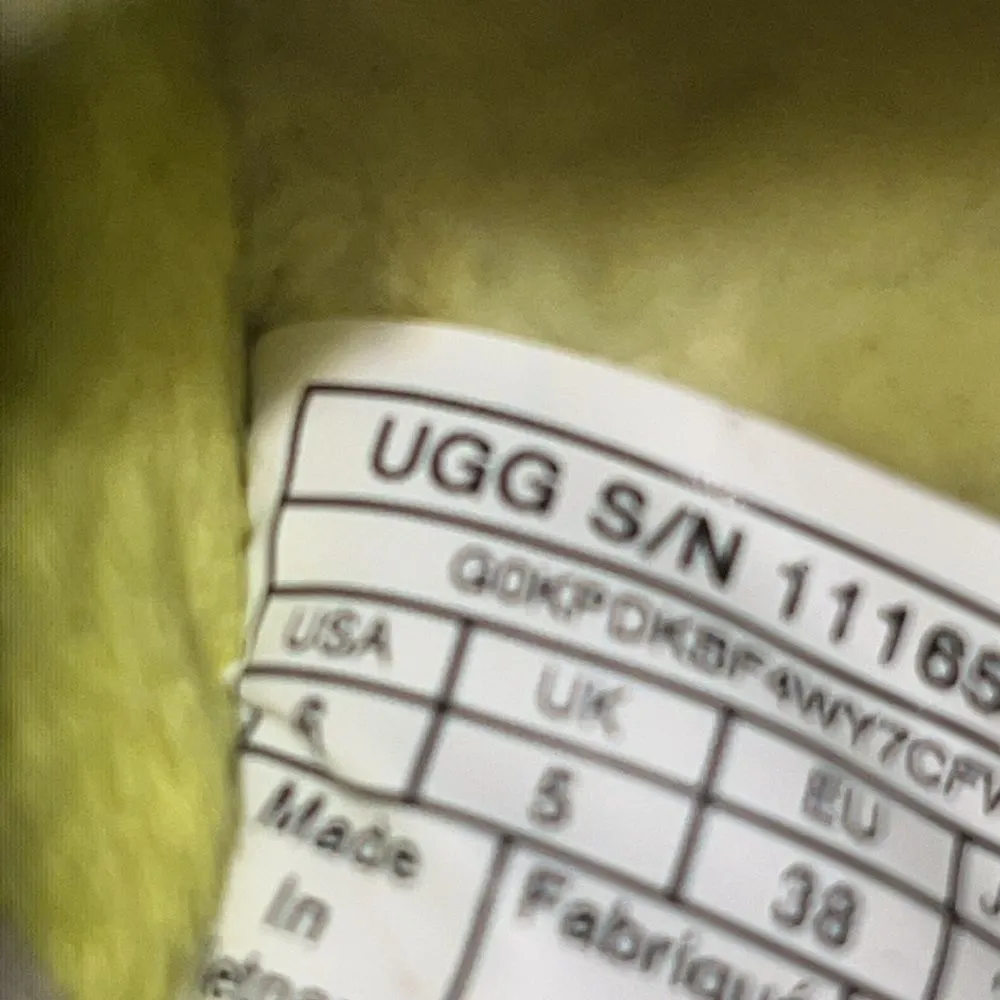 UGG S/N 11165
USA UK EU
5 38
Made Fabriqué
In